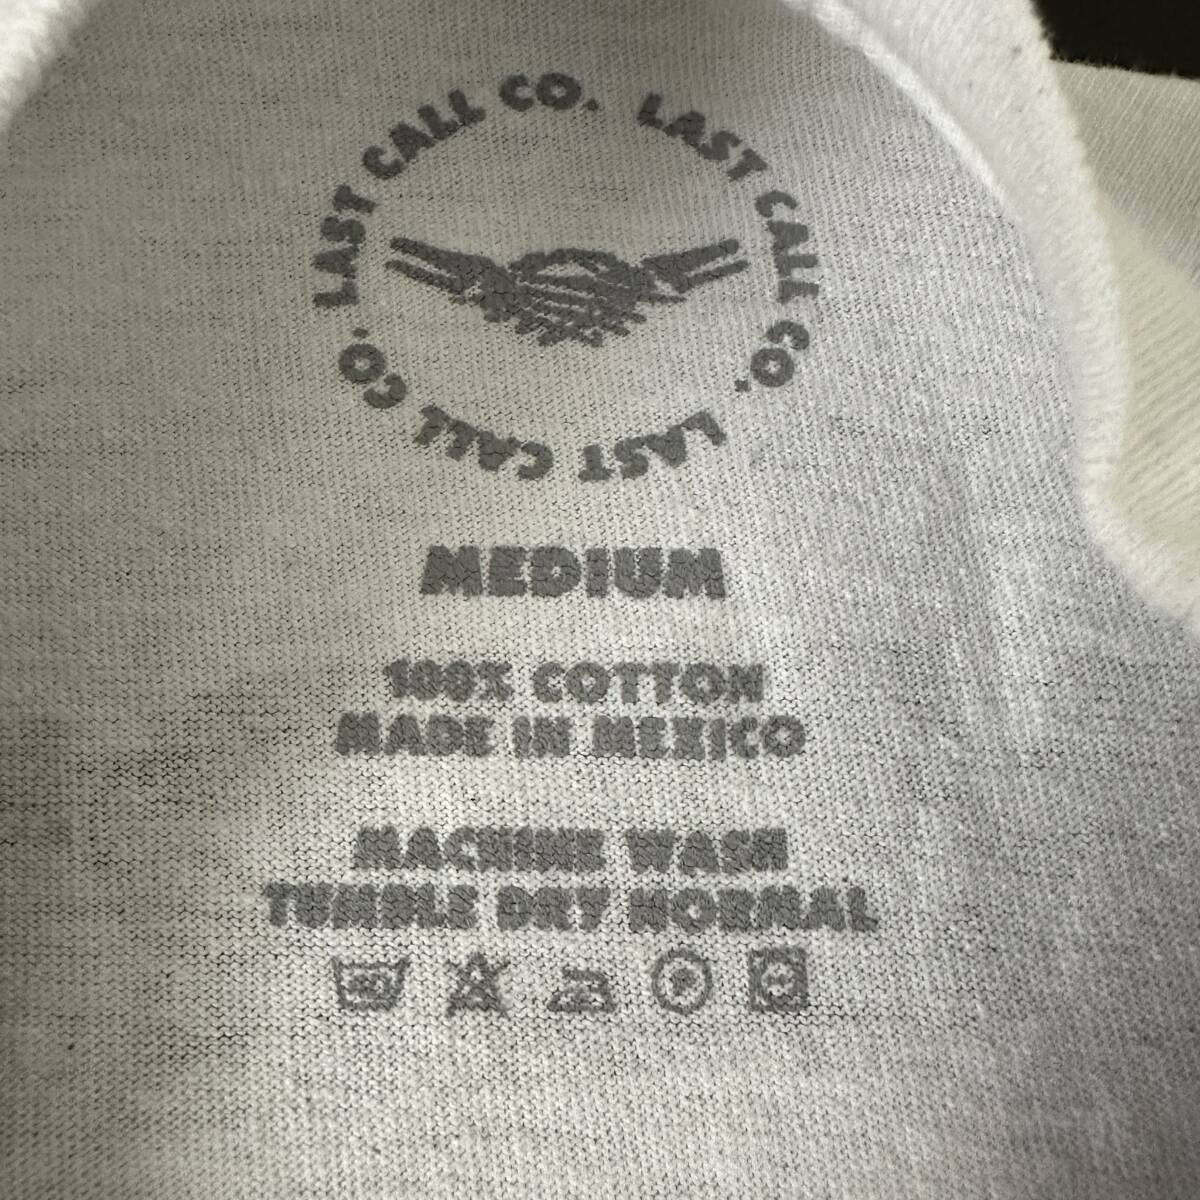 LAST CALL CO. LAST CALL CO. LAST CALL CO.
MEDIUM
100% COTTON
MADE IN MEXICO
MACHINE WASH
TUMBLE DRY NORMAL
P